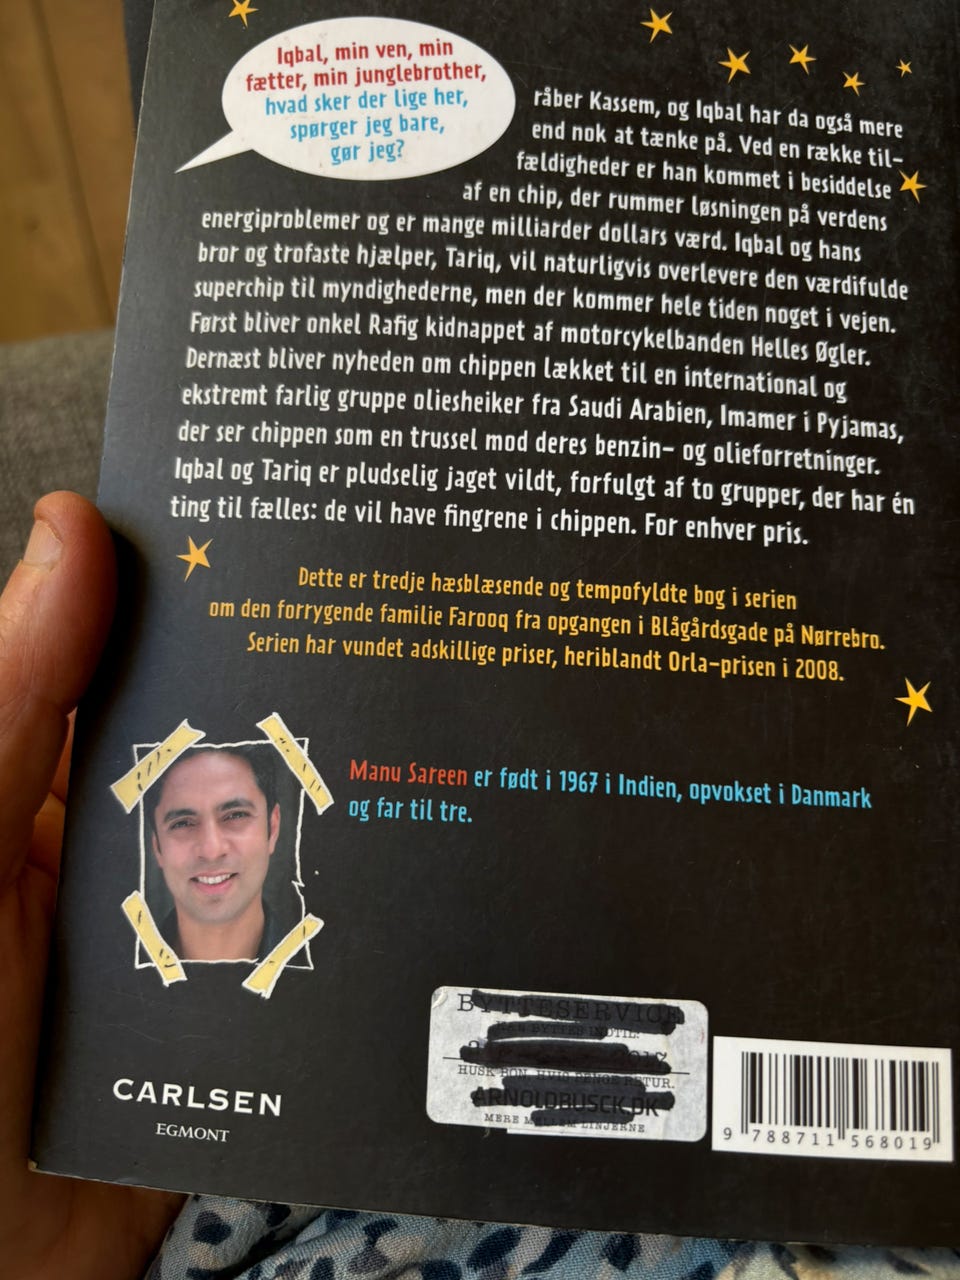 Iqbal, min ven, min
fætter, min junglebrother,
hvad sker der lige her,
spørger jeg bare,
gør jeg?
råber Kassem, og Iqbal har da også mere
end nok at tænke på. Ved en række til-
fældigheder er han kommet i besiddelse
af en chip, der rummer løsningen på verdens
energiproblemer og er mange milliarder dollars værd. Iqbal og hans
bror og trofaste hjælper, Tariq, vil naturligvis overlevere den værdifulde
superchip til myndighederne, men der kommer hele tiden noget i vejen.
Først bliver onkel Rafig kidnappet af motorcykelbanden Helles Øgler.
Dernæst bliver nyheden om chippen lækket til en international og
ekstremt farlig gruppe oliesheiker fra Saudi Arabien, Imamer i Pyjamas,
der ser chippen som en trussel mod deres benzin- og olieforretninger.
Iqbal og Tariq er pludselig jaget vildt, forfulgt af to grupper, der har én
ting til fælles: de vil have fingrene i chippen. For enhver pris.
Dette er tredje hæsblæsende og tempofyldte bog i serien
om den forrygende familie Farooq fra opgangen i Blågårdsgade på Nørrebro.
Serien har vundet adskillige priser, heriblandt Orla-prisen i 2008.
Manu Sareen er født i 1967 i Indien, opvokset i Danmark
og far til tre.
BYTTESERVICE
KAN BYTTES INDTIL:
HUSK BON, HVIS PENGE RETUR.
ARNOLDBUSCK.DK
MERE MELLEM LINJERNE
CARLSEN
EGMONT
9 788711 568019